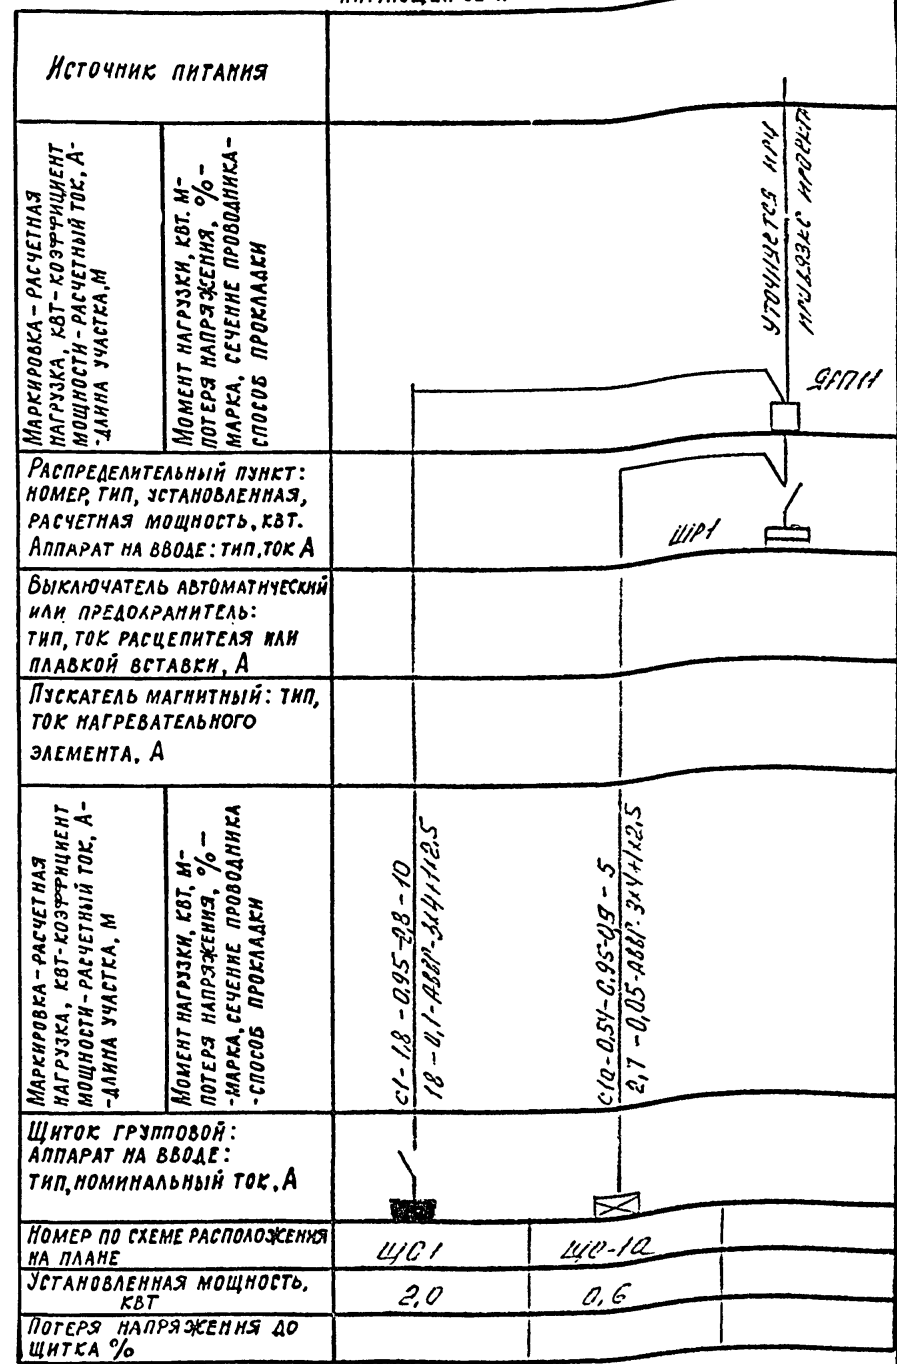 Источник питания
Маркировка-расчетная
нагрузка, квт-коэффициент
мощности-расчетный ток, А-
-длина участка, м
Момент нагрузки, квт. м-
потеря напряжения, %-
марка, сечение проводника-
способ прокладки
уточняется при
привязке проекта
Распределительный пункт:
номер, тип, установленная,
расчетная мощность, квт.
Аппарат на вводе: тип, ток А
ШР1
Выключатель автоматический
или предохранитель:
тип, ток расцепителя или
плавкой вставки, А
Пускатель магнитный: тип,
ток нагревательного
элемента, А
Маркировка-расчетная
нагрузка, квт-коэффициент
мощности-расчетный ток, А-
-длина участка, м
Момент нагрузки, квт, м-
потеря напряжения, % -
-марка, сечение проводника
-способ прокладки
с1-1,8-0,95-2,8-10
18-0,1-АВВГ-3х4+1х2,5
с1а-0,54-0,95-0,9-5
2,7-0,05-АВВГ-3х4+1х2,5
Щиток групповой:
аппарат на вводе:
тип, номинальный ток, А
Номер по схеме расположения
на плане
ЩС1
ЩС-1а
Установленная мощность,
квт
2,0
0,6
Потеря напряжения до
щитка %